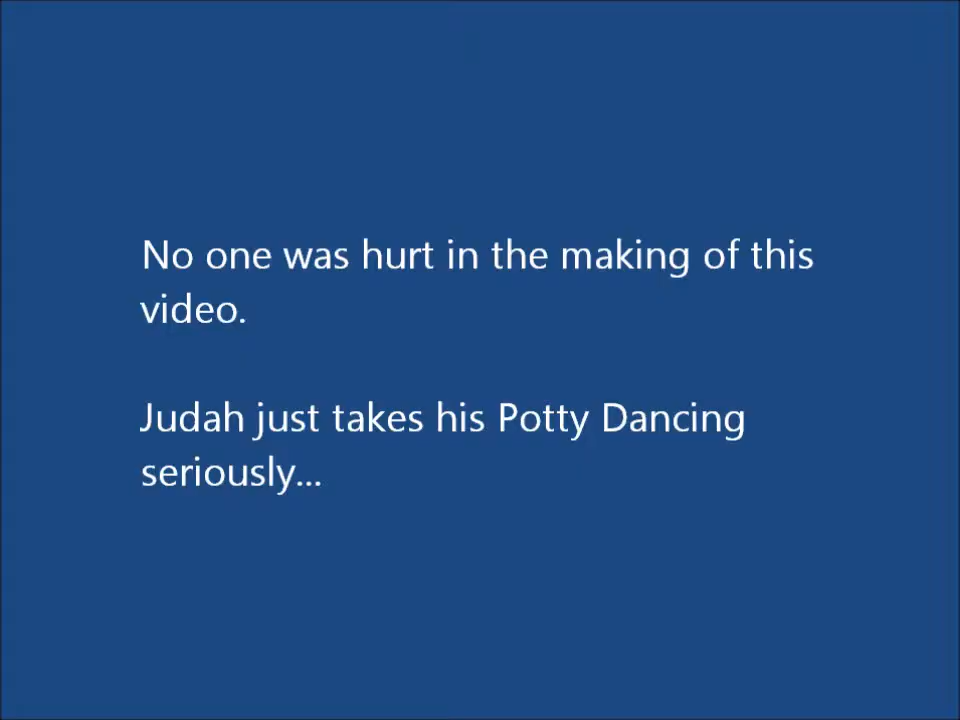 No one was hurt in the making of this
video.
Judah just takes his Potty Dancing
seriously...